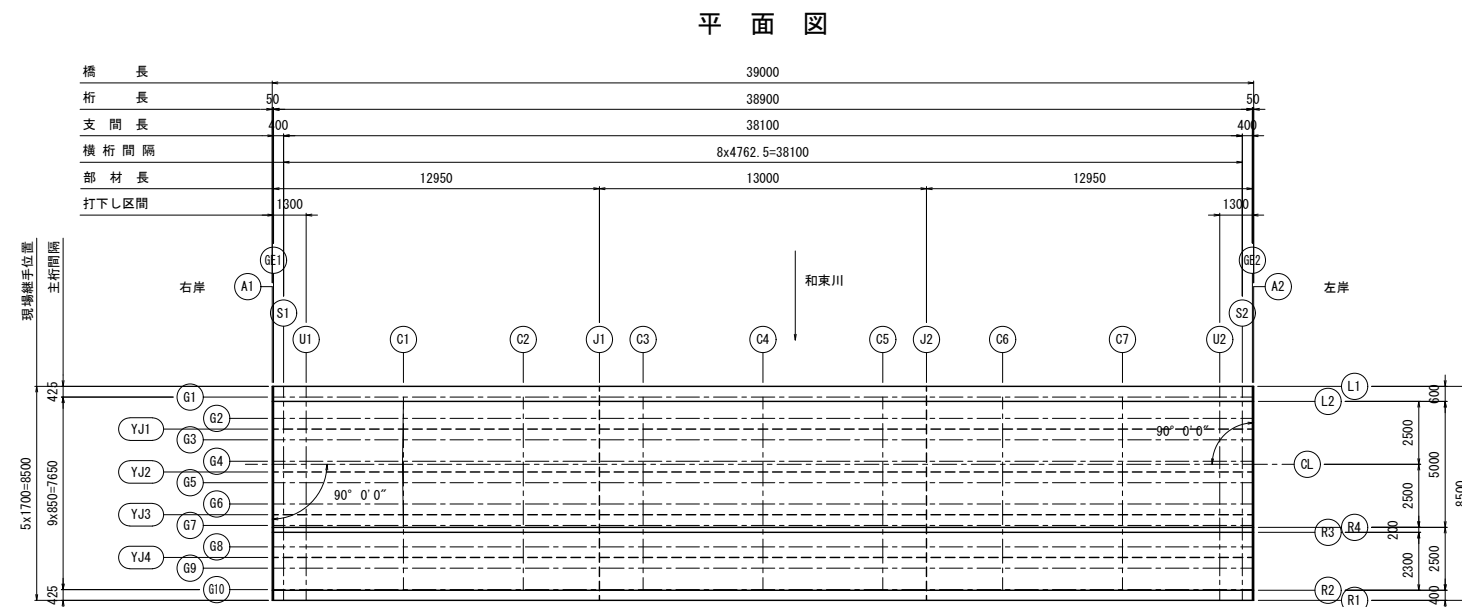 平 面 図
橋 長 39000
桁 長 50 38900 50
支 間 長 400 38100 400
横 桁 間 隔 8x4762.5=38100
部 材 長 12950 13000 12950
打下し区間 1300 1300
現場継手位置 主桁間隔
GE1 GE2
右岸 A1 和束川 A2 左岸
S1 S2
U1 C1 C2 J1 C3 C4 C5 J2 C6 C7 U2
425 G1 L1 600
L2
G2
YJ1 90° 0'0" 2500
G3
G4 CL
YJ2 5000
G5
90° 0'0" 2500
G6
5x1700=8500 9x850=7650 8500
YJ3
G7 R4
R3 200
G8
YJ4 2300 2500
G9
G10 R2
425 R1 400